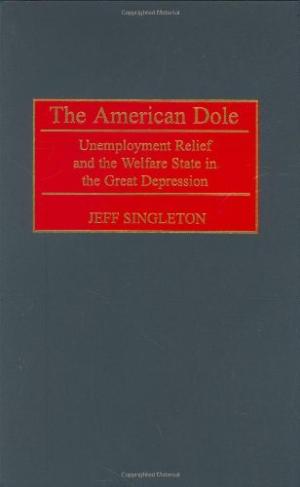 The American Dole
Unemployment Relief
and the Welfare State in
the Great Depression
JEFF SINGLETON